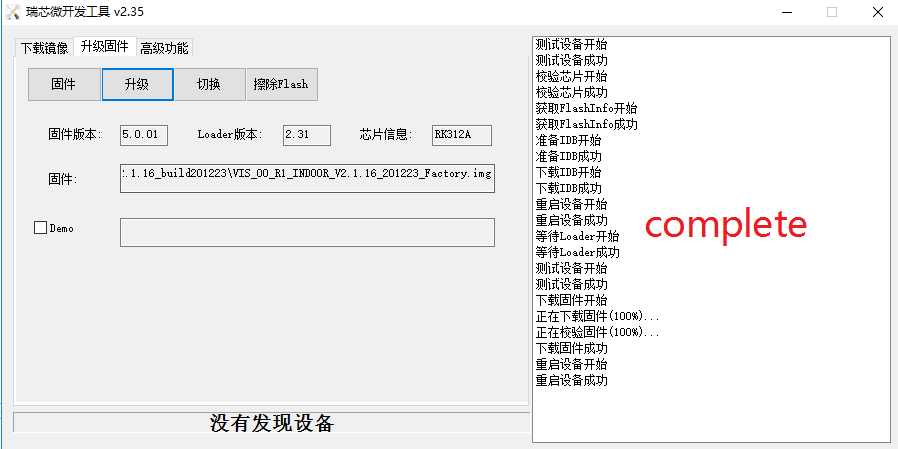 瑞芯微开发工具 v2.35
下载镜像 升级固件 高级功能
固件 升级 切换 擦除Flash
固件版本: 5.0.01 Loader版本: 2.31 芯片信息: RK312A
固件: .1.16_build201223\VIS_OO_R1_INDOOR_V2.1.16_201223_Factory.img
Demo
没有发现设备
测试设备开始
测试设备成功
校验芯片开始
校验芯片成功
获取FlashInfo开始
获取FlashInfo成功
准备IDB开始
准备IDB成功
下载IDB开始
下载IDB成功
重启设备开始
重启设备成功
等待Loader开始
等待Loader成功
测试设备开始
测试设备成功
下载固件开始
正在下载固件(100%)...
正在校验固件(100%)...
下载固件成功
重启设备开始
重启设备成功
complete